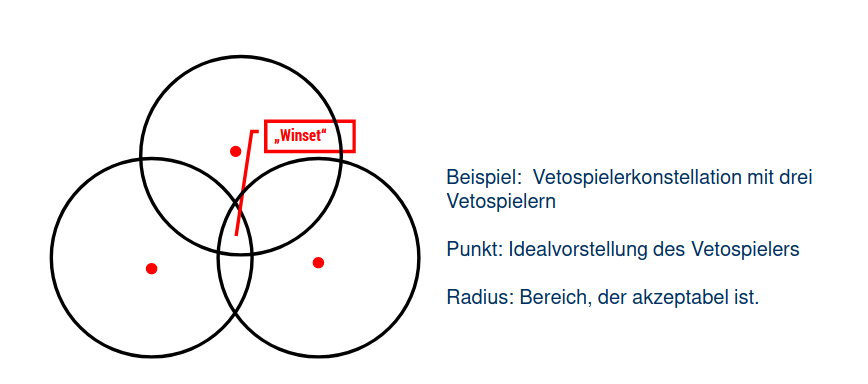 „Winset“
Beispiel:  Vetospielerkonstellation mit drei
Vetospielern
Punkt: Idealvorstellung des Vetospielers
Radius: Bereich, der akzeptabel ist.